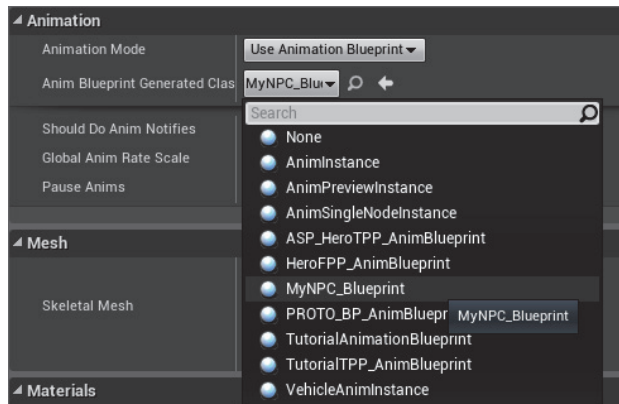 Animation
Animation Mode
Use Animation Blueprint
Anim Blueprint Generated Clas
MyNPC_Blu
Search
Should Do Anim Notifies
Global Anim Rate Scale
Pause Anims
None
AnimInstance
AnimPreviewInstance
AnimSingleNodeInstance
ASP_HeroTPP_AnimBlueprint
HeroFPP_AnimBlueprint
MyNPC_Blueprint
PROTO_BP_AnimBluepr
MyNPC_Blueprint
TutorialAnimationBlueprint
TutorialTPP_AnimBlueprint
VehicleAnimInstance
Mesh
Skeletal Mesh
Materials